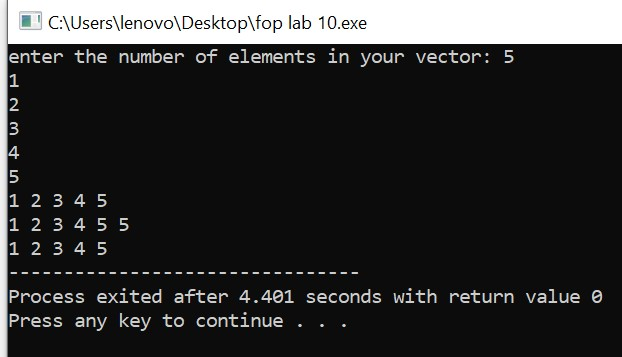 C:\Users\lenovo\Desktop\fop lab 10.exe
enter the number of elements in your vector: 5
1
2
3
4
5
1 2 3 4 5
1 2 3 4 5 5
1 2 3 4 5
--------------------------------
Process exited after 4.401 seconds with return value 0
Press any key to continue . . .